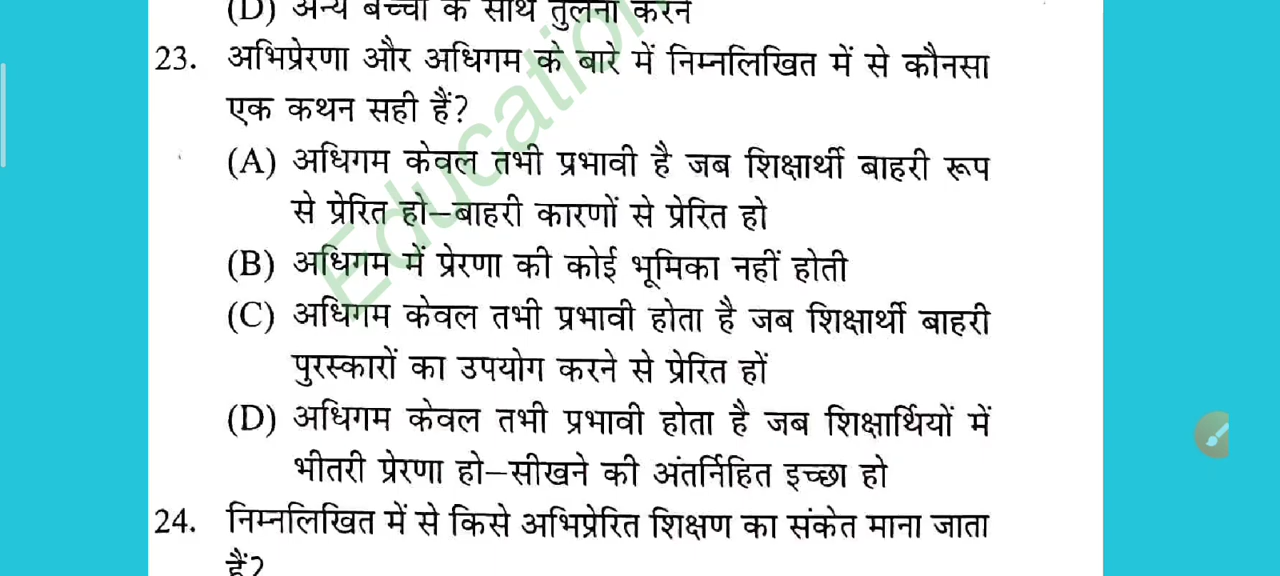 (D) अन्य बच्चों के साथ तुलना करने
23. अभिप्रेरणा और अधिगम के बारे में निम्नलिखित में से कौनसा
एक कथन सही हैं?
(A) अधिगम केवल तभी प्रभावी है जब शिक्षार्थी बाहरी रूप
से प्रेरित हो–बाहरी कारणों से प्रेरित हो
(B) अधिगम में प्रेरणा की कोई भूमिका नहीं होती
(C) अधिगम केवल तभी प्रभावी होता है जब शिक्षार्थी बाहरी
पुरस्कारों का उपयोग करने से प्रेरित हों
(D) अधिगम केवल तभी प्रभावी होता है जब शिक्षार्थियों में
भीतरी प्रेरणा हो–सीखने की अंतर्निहित इच्छा हो
24. निम्नलिखित में से किसे अभिप्रेरित शिक्षण का संकेत माना जाता
हैं?
Education